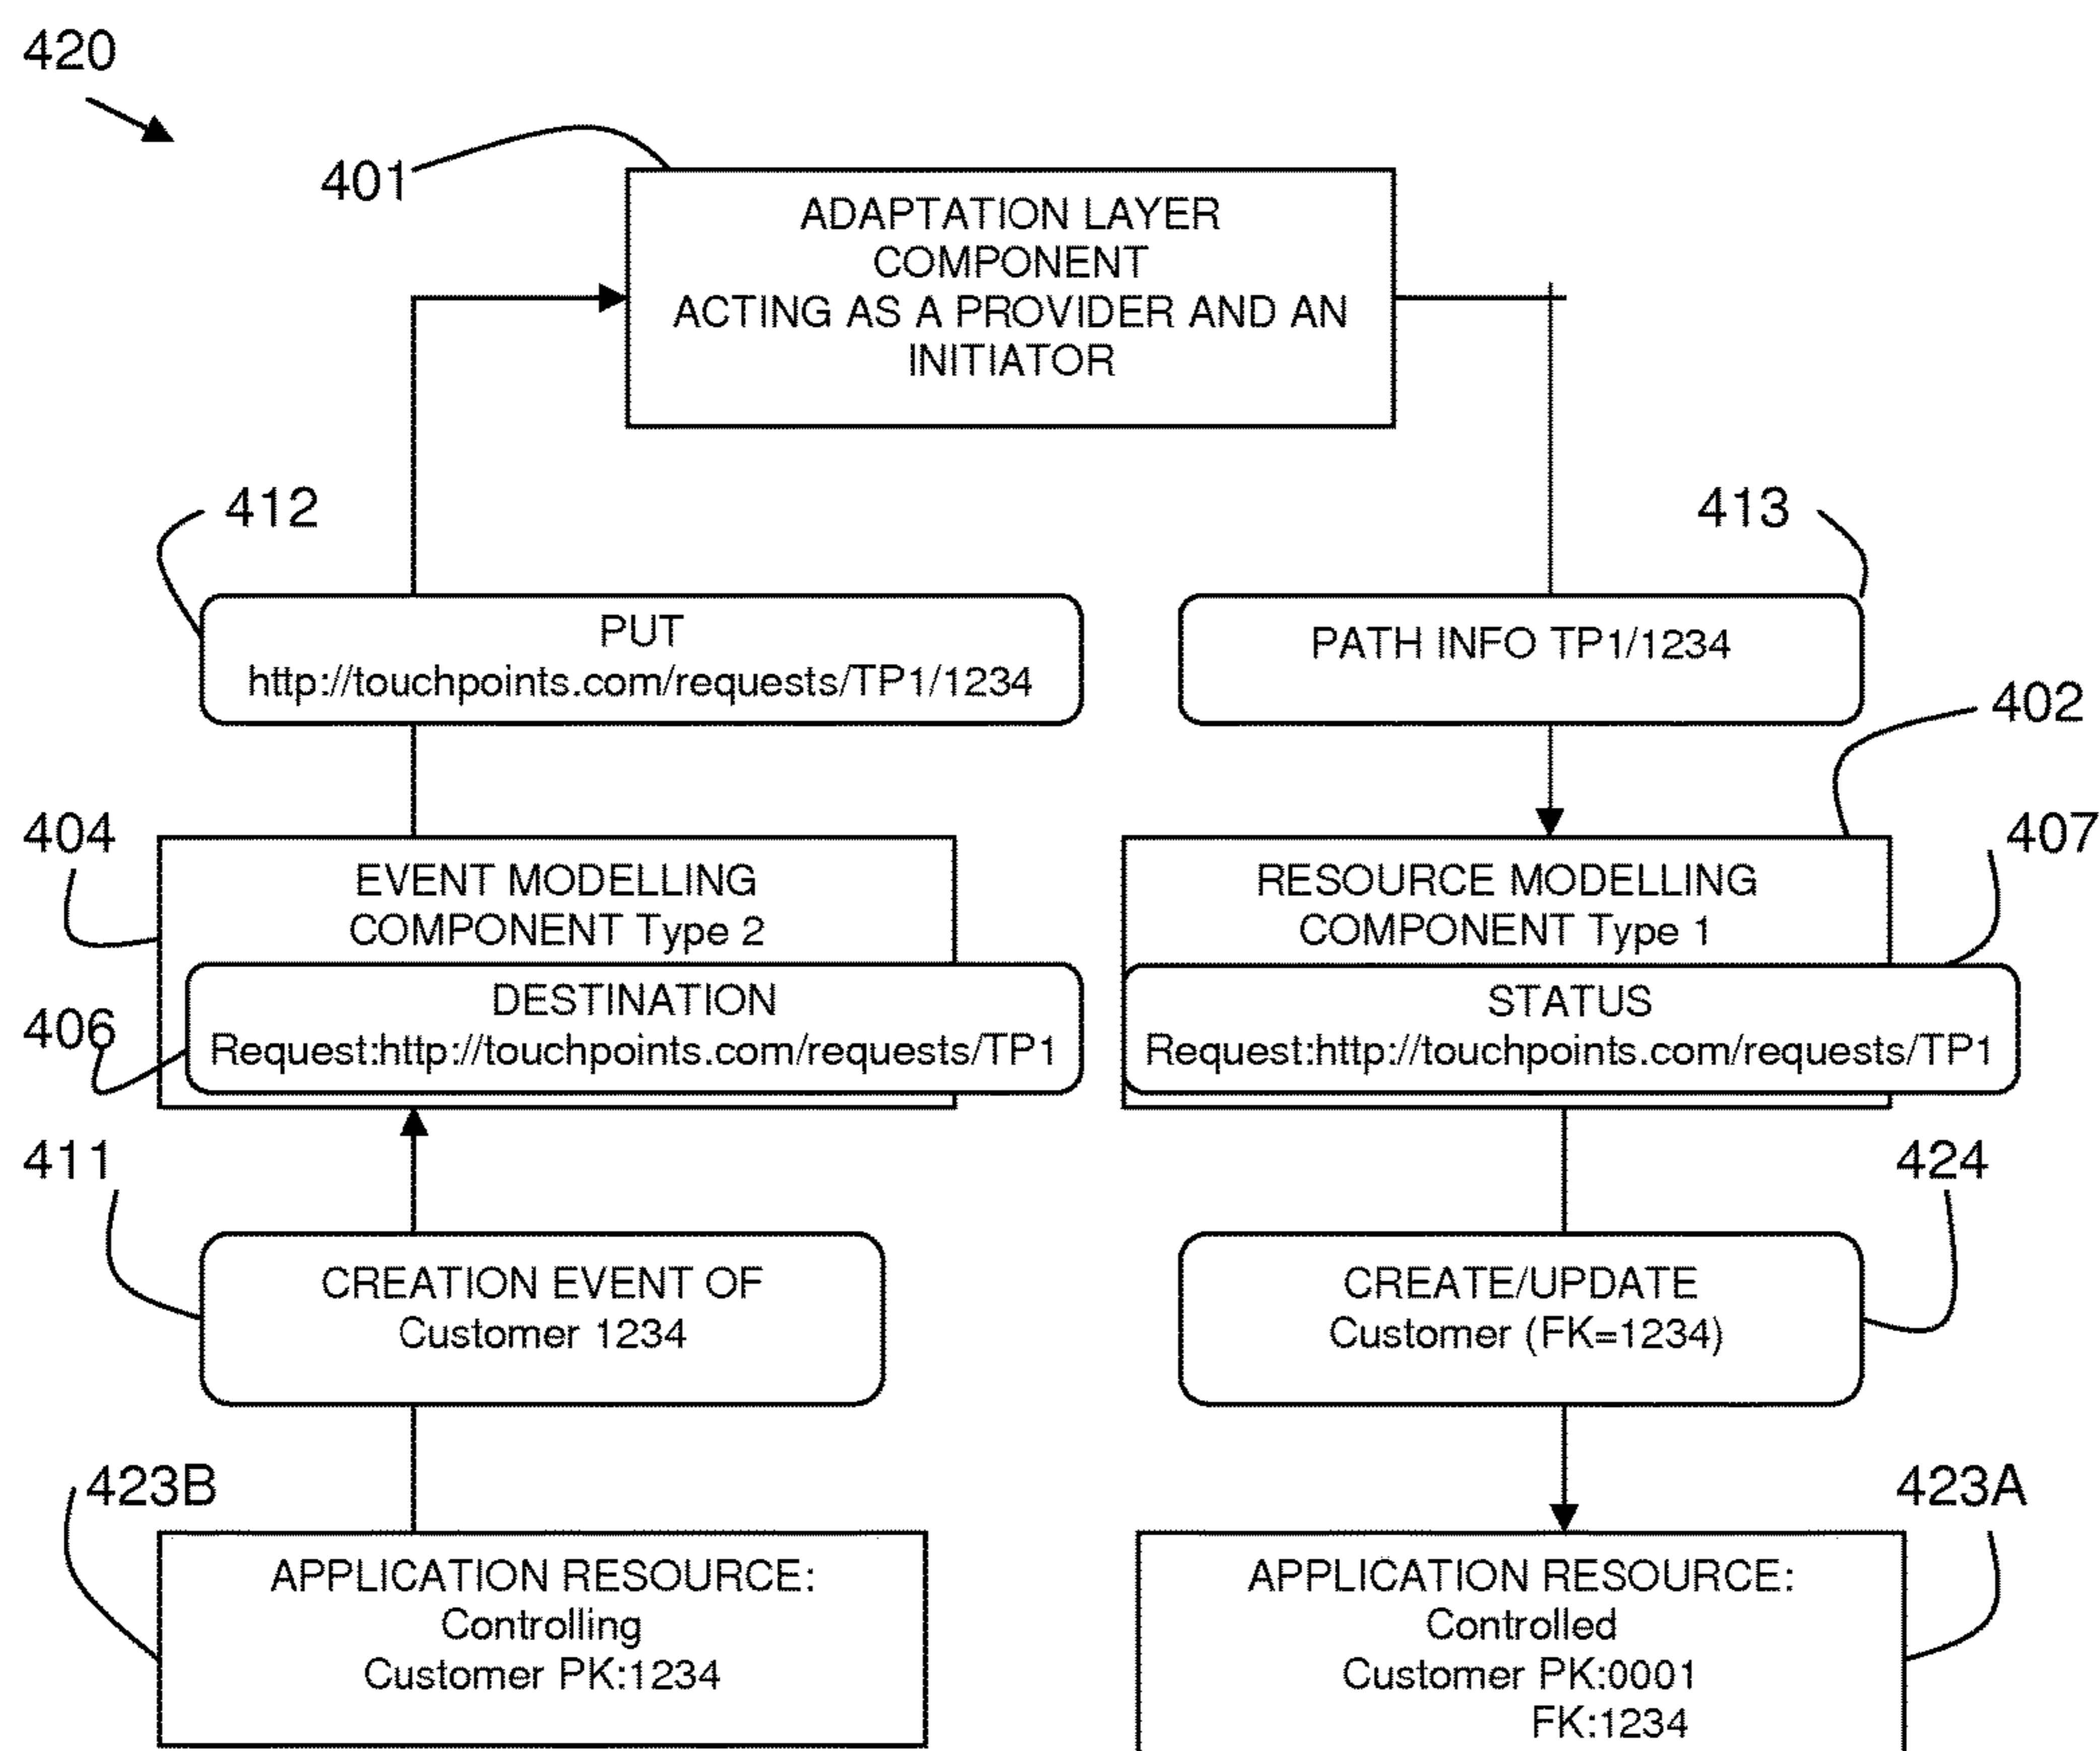 420
401
ADAPTATION LAYER
COMPONENT
ACTING AS A PROVIDER AND AN
INITIATOR
412
413
PUT
http://touchpoints.com/requests/TP1/1234
PATH INFO TP1/1234
402
404
407
EVENT MODELLING
COMPONENT Type 2
RESOURCE MODELLING
COMPONENT Type 1
406
DESTINATION
Request:http://touchpoints.com/requests/TP1
STATUS
Request:http://touchpoints.com/requests/TP1
411
424
CREATION EVENT OF
Customer 1234
CREATE/UPDATE
Customer (FK=1234)
423B
423A
APPLICATION RESOURCE:
Controlling
Customer PK:1234
APPLICATION RESOURCE:
Controlled
Customer PK:0001
FK:1234